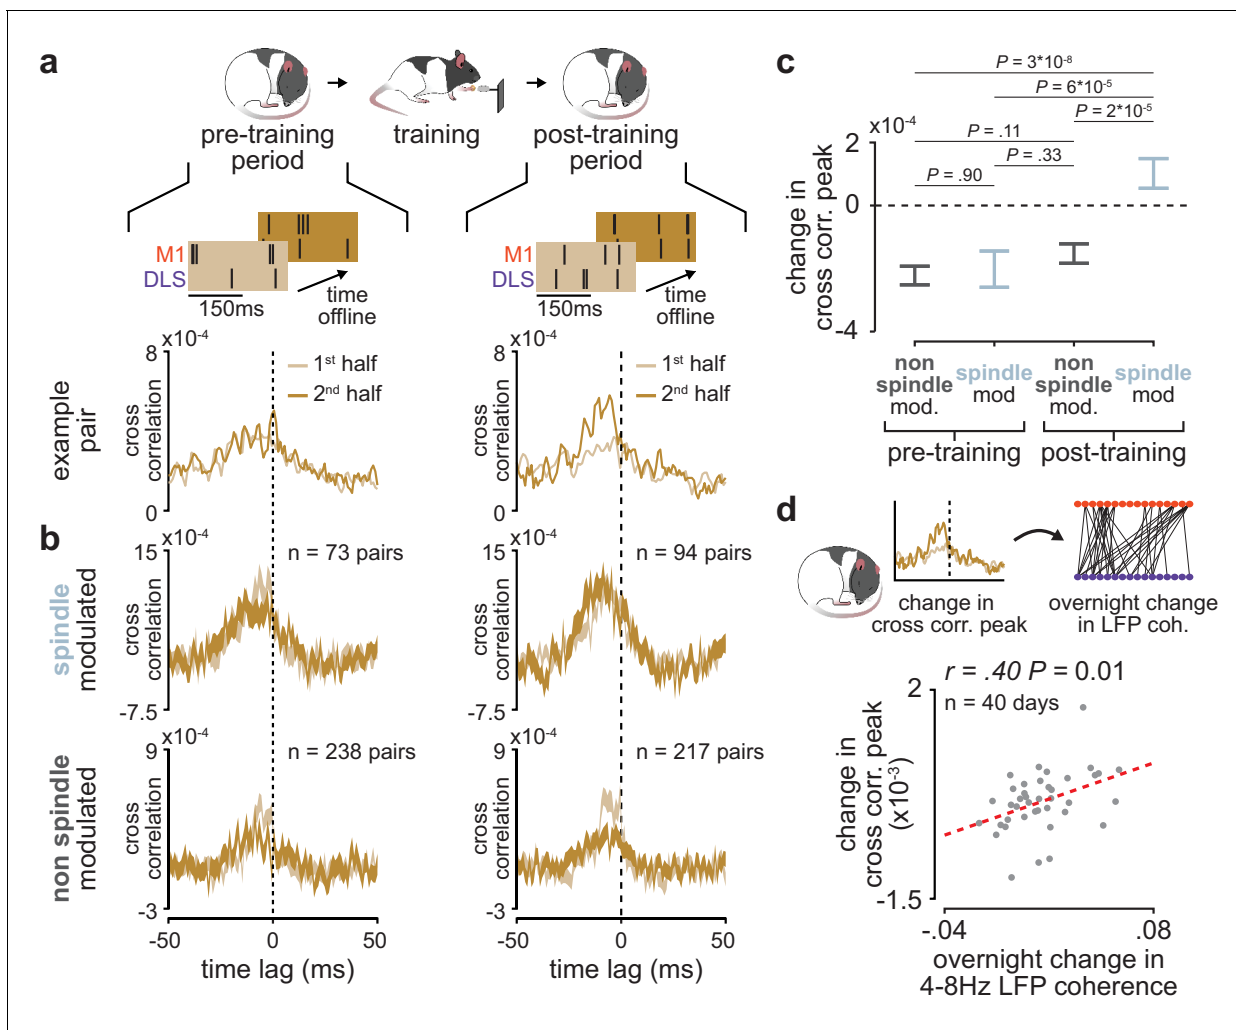 a
pre-training
period
training
post-training
period
M1
DLS
150ms
time
offline
M1
DLS
150ms
time
offline
example
pair
x10-4
8
cross
correlation
0
1st half
2nd half
x10-4
8
cross
correlation
0
1st half
2nd half
b
spindle
modulated
x10-4
15
cross
correlation
-7.5
n = 73 pairs
x10-4
15
cross
correlation
-7.5
n = 94 pairs
non spindle
modulated
x10-4
9
cross
correlation
-3
n = 238 pairs
x10-4
9
cross
correlation
-3
n = 217 pairs
-50 0 50
time lag (ms)
-50 0 50
time lag (ms)
c
P = 3*10-8
P = 6*10-5
P = 2*10-5
P = .11
P = .33
P = .90
x10-4
2
0
-4
change in
cross corr. peak
non
spindle
mod.
spindle
mod
non
spindle
mod.
spindle
mod
pre-training
post-training
d
change in
cross corr. peak
overnight change
in LFP coh.
r = .40 P = 0.01
n = 40 days
2
-1.5
change in
cross corr. peak
(x10-3)
-.04 .08
overnight change in
4-8Hz LFP coherence